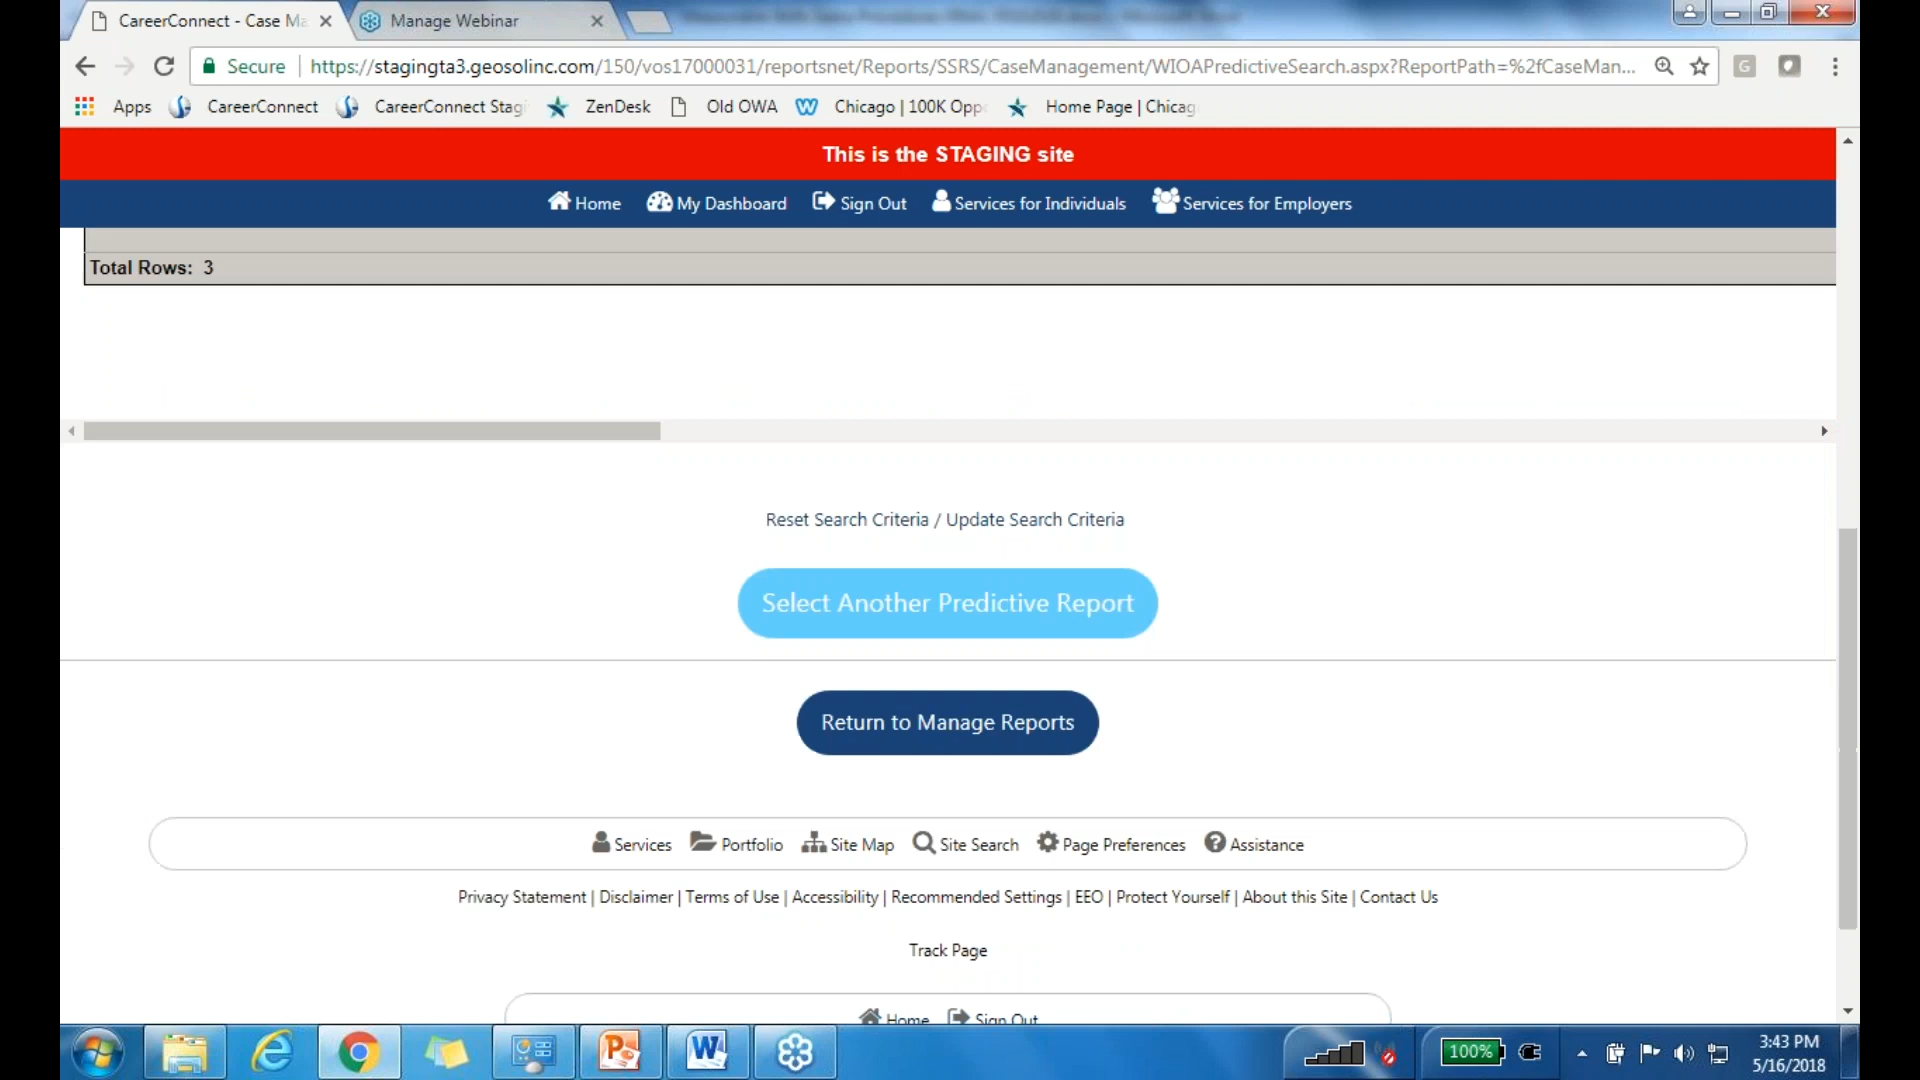 CareerConnect - Case Ma
Manage Webinar
Secure
https://stagingta3.geosolinc.com/150/vos17000031/reportsnet/Reports/SSRS/CaseManagement/WIOAPredictiveSearch.aspx?ReportPath=%2fCaseMan...
Apps CareerConnect CareerConnect Stagi ZenDesk Old OWA Chicago | 100K Oppo Home Page | Chicag
This is the STAGING site
Home My Dashboard Sign Out Services for Individuals Services for Employers
Total Rows: 3
Reset Search Criteria / Update Search Criteria
Select Another Predictive Report
Return to Manage Reports
Services Portfolio Site Map Site Search Page Preferences Assistance
Privacy Statement | Disclaimer | Terms of Use | Accessibility | Recommended Settings | EEO | Protect Yourself | About this Site | Contact Us
Track Page
Home Sign Out
100%
3:43 PM
5/16/2018